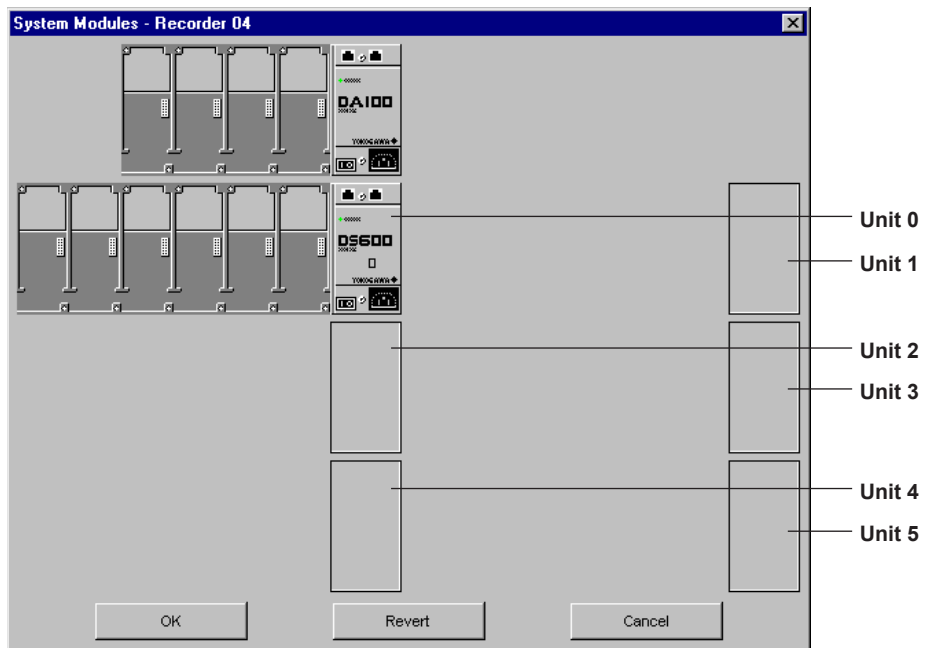 System Modules - Recorder 04
DA100
YOKOGAWA
DS600
0
YOKOGAWA
Unit 0
Unit 1
Unit 2
Unit 3
Unit 4
Unit 5
OK
Revert
Cancel